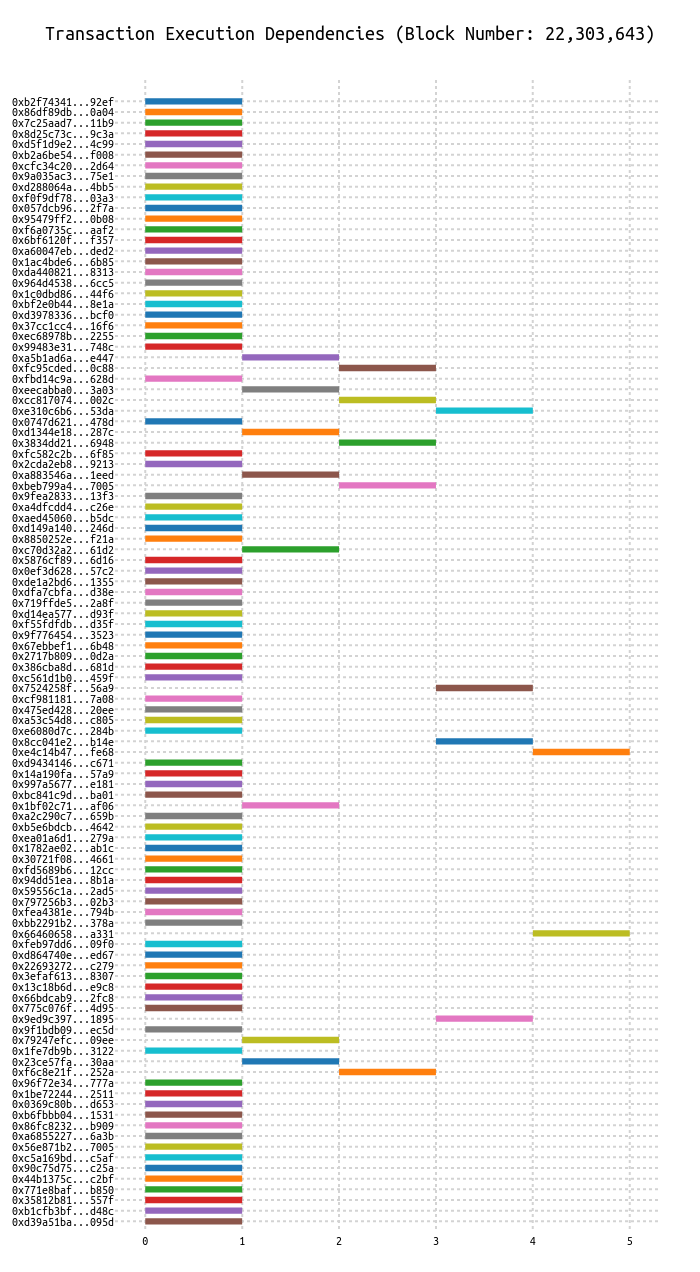 Transaction Execution Dependencies (Block Number: 22,303,643)
0xb2f74341...92ef
0x86df89db...0a04
0x7c25aad7...11b9
0x8d25c73c...9c3a
0xd5f1d9e2...4c99
0xb2a6be54...f008
0xcfc34c20...2d64
0x9a035ac3...75e1
0xd288064a...4bb5
0xf0f9df78...03a3
0x057dcb96...2f7a
0x95479ff2...0b08
0xf6a0735c...aaf2
0x6bf6120f...f357
0xa60047eb...ded2
0x1ac4bde6...6b85
0xda440821...8313
0x964d4538...6cc5
0x1c0dbd86...44f6
0xbf2e0b44...8e1a
0xd3978336...bcf0
0x37cc1cc4...16f6
0xec68978b...2255
0x99483e31...748c
0xa5b1ad6a...e447
0xfc95cded...0c88
0xfbd14c9a...628d
0xeecabba0...3a03
0xcc817074...002c
0xe310c6b6...53da
0x0747d621...478d
0xd1344e18...287c
0x3834dd21...6948
0xfc582c2b...6f85
0x2cda2eb8...9213
0xa883546a...1eed
0xbeb799a4...7005
0x9fea2833...13f3
0xa4dfcdd4...c26e
0xaed45060...b5dc
0xd149a140...246d
0x8850252e...f21a
0xc70d32a2...61d2
0x5876cf89...6d16
0x0ef3d628...57c2
0xde1a2bd6...1355
0xdfa7cbfa...d38e
0x719ffde5...2a8f
0xd14ea577...d93f
0xf55fdfdb...d35f
0x9f776454...3523
0x67ebbef1...6b48
0x2717b809...0d2a
0x386cba8d...681d
0xc561d1b0...459f
0x7524258f...56a9
0xcf981181...7a08
0x475ed428...20ee
0xa53c54d8...c805
0xe6080d7c...284b
0x8cc041e2...b14e
0xe4c14b47...fe68
0xd9434146...c671
0x14a190fa...57a9
0x997a5677...e181
0xbc841c9d...ba01
0x1bf02c71...af06
0xa2c290c7...659b
0xb5e6bdcb...4642
0xea01a6d1...279a
0x1782ae02...ab1c
0x30721f08...4661
0xfd5689b6...12cc
0x94dd51ea...8b1a
0x59556c1a...2ad5
0x797256b3...02b3
0xfea4381e...794b
0xbb2291b2...378a
0x66460658...a331
0xfeb97dd6...09f0
0xd864740e...ed67
0x22693272...c279
0x3efaf613...8307
0x13c18b6d...e9c8
0x66bdcab9...2fc8
0x775c076f...4d95
0x9ed9c397...1895
0x9f1bdb09...ec5d
0x79247efc...09ee
0x1fe7db9b...3122
0x23ce57fa...30aa
0xf6c8e21f...252a
0x96f72e34...777a
0x1be72244...2511
0x0369c80b...d653
0xb6fbbb04...1531
0x86fc8232...b909
0xa6855227...6a3b
0x56e871b2...7005
0xc5a169bd...c5af
0x90c75d75...c25a
0x44b1375c...c2bf
0x771e8baf...b850
0x35812b81...557f
0xb1cfb3bf...d48c
0xd39a51ba...095d
0 1 2 3 4 5